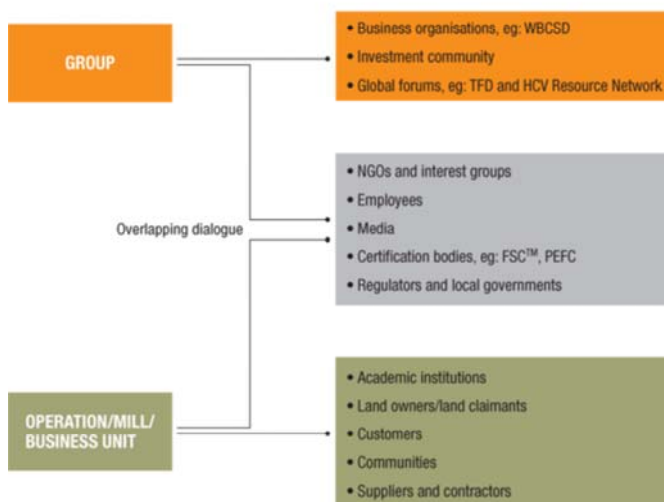 GROUP
• Business organisations, eg: WBCSD
• Investment community
• Global forums, eg: TFD and HCV Resource Network
Overlapping dialogue
• NGOs and interest groups
• Employees
• Media
• Certification bodies, eg: FSC™, PEFC
• Regulators and local governments
OPERATION/MILL/
BUSINESS UNIT
• Academic institutions
• Land owners/land claimants
• Customers
• Communities
• Suppliers and contractors